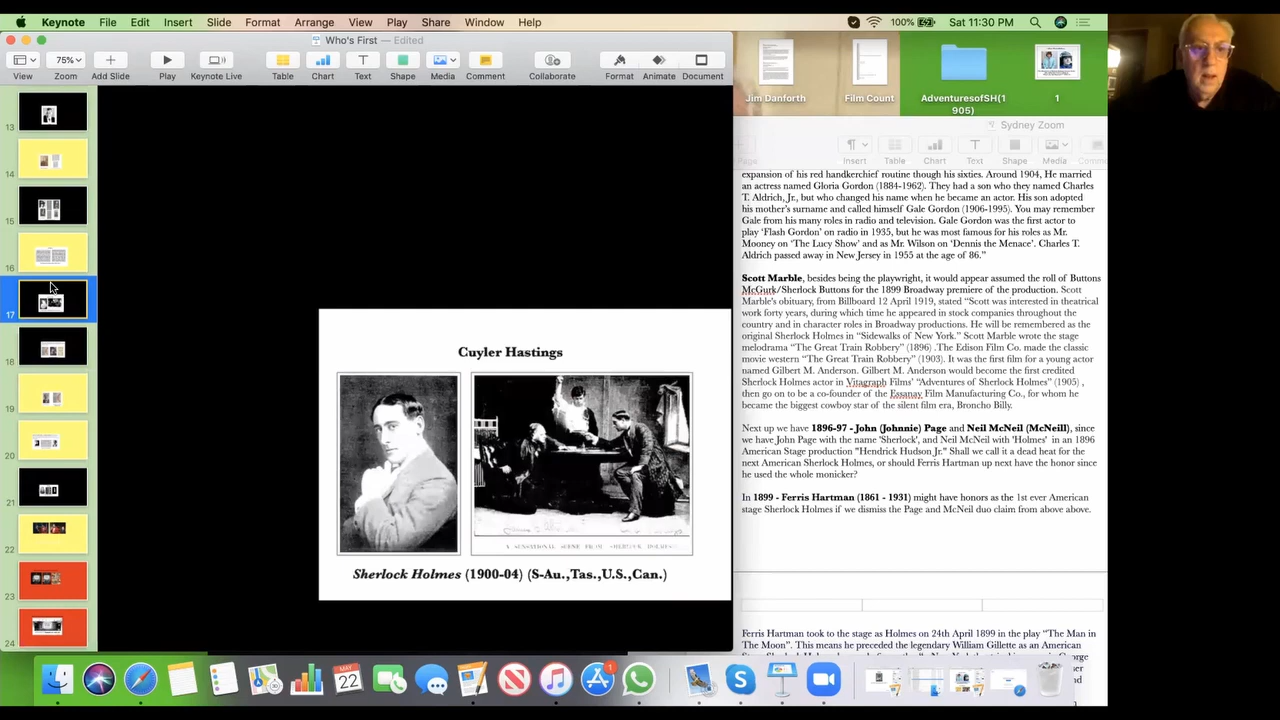 Keynote File Edit Insert Slide Format Arrange View Play Share Window Help
100% Sat 11:30 PM
Who's First — Edited
75%
View Zoom Add Slide Play Keynote Live Table Chart Text Shape Media Comment Collaborate Format Animate Document
Jim Danforth
Film Count
AdventuresofSH(1
905)
1
Sydney Zoom
Page Insert Table Chart Text Shape Media
13
14
15
16
17
18
19
20
21
22
23
24
Cuyler Hastings
A SENSATIONAL SCENE FROM SHERLOCK HOLMES
Sherlock Holmes (1900-04) (S-Au.,Tas.,U.S.,Can.)
expansion of his red handkerchief routine though his sixties. Around 1904, He married
an actress named Gloria Gordon (1884-1962). They had a son who they named Charles
T. Aldrich, Jr., but who changed his name when he became an actor. His son adopted
his mother's surname and called himself Gale Gordon (1906-1995). You may remember
Gale from his many roles in radio and television. Gale Gordon was the first actor to
play 'Flash Gordon' on radio in 1935, but he was most famous for his roles as Mr.
Mooney on 'The Lucy Show' and as Mr. Wilson on 'Dennis the Menace'. Charles T.
Aldrich passed away in New Jersey in 1955 at the age of 86.”
Scott Marble, besides being the playwright, it would appear assumed the roll of Buttons
McGurk/Sherlock Buttons for the 1899 Broadway premiere of the production. Scott
Marble's obituary, from Billboard 12 April 1919, stated “Scott was interested in theatrical
work forty years, during which time he appeared in stock companies throughout the
country and in character roles in Broadway productions. He will be remembered as the
original Sherlock Holmes in “Sidewalks of New York.” Scott Marble wrote the stage
melodrama “The Great Train Robbery” (1896) .The Edison Film Co. made the classic
movie western “The Great Train Robbery” (1903). It was the first film for a young actor
named Gilbert M. Anderson. Gilbert M. Anderson would become the first credited
Sherlock Holmes actor in Vitagraph Films' “Adventures of Sherlock Holmes” (1905) ,
then go on to be a co-founder of the Essanay Film Manufacturing Co., for whom he
became the biggest cowboy star of the silent film era, Broncho Billy.
Next up we have 1896-97 - John (Johnnie) Page and Neil McNeil (McNeill), since
we have John Page with the name 'Sherlock', and Neil McNeil with 'Holmes' in an 1896
American Stage production "Hendrick Hudson Jr." Shall we call it a dead heat for the
next American Sherlock Holmes, or should Ferris Hartman up next have the honor since
he used the whole monicker?
In 1899 - Ferris Hartman (1861 - 1931) might have honors as the 1st ever American
stage Sherlock Holmes if we dismiss the Page and McNeil duo claim from above above.
Ferris Hartman took to the stage as Holmes on 24th April 1899 in the play “The Man in
The Moon”. This means he preceded the legendary William Gillette as an American
MAY
22
1